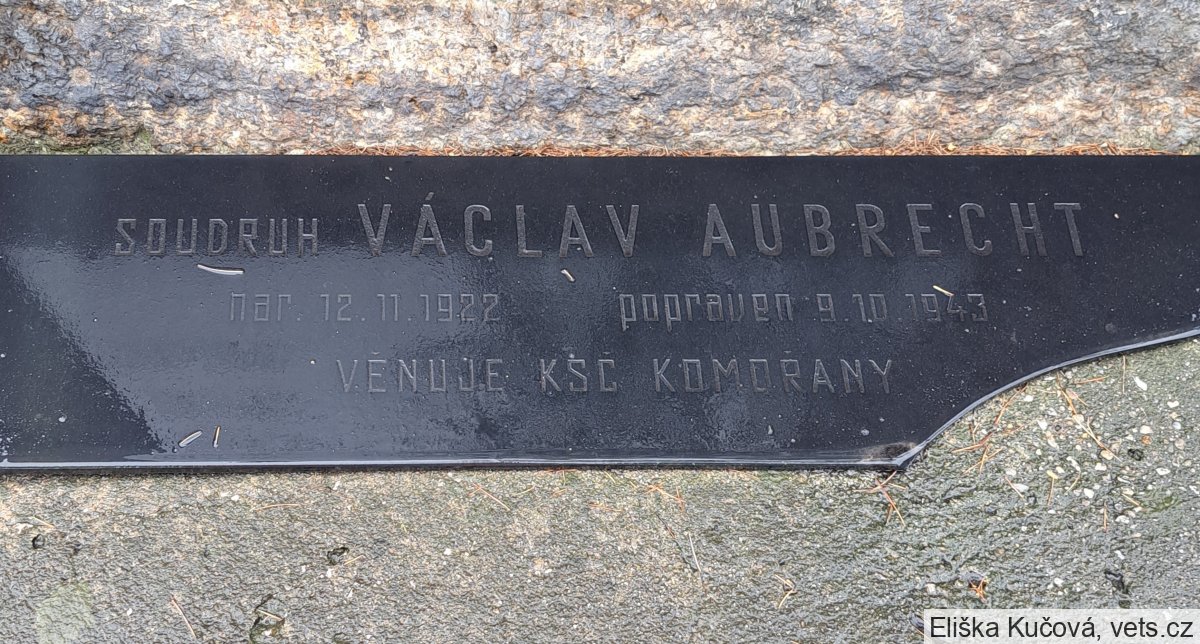 SOUDRUH VÁCLAV AUBRECHT
nar. 12.11.1922 popraven 9.10.1943
VĚNUJE KSČ KOMOŘANY
Eliška Kučová, vets.cz